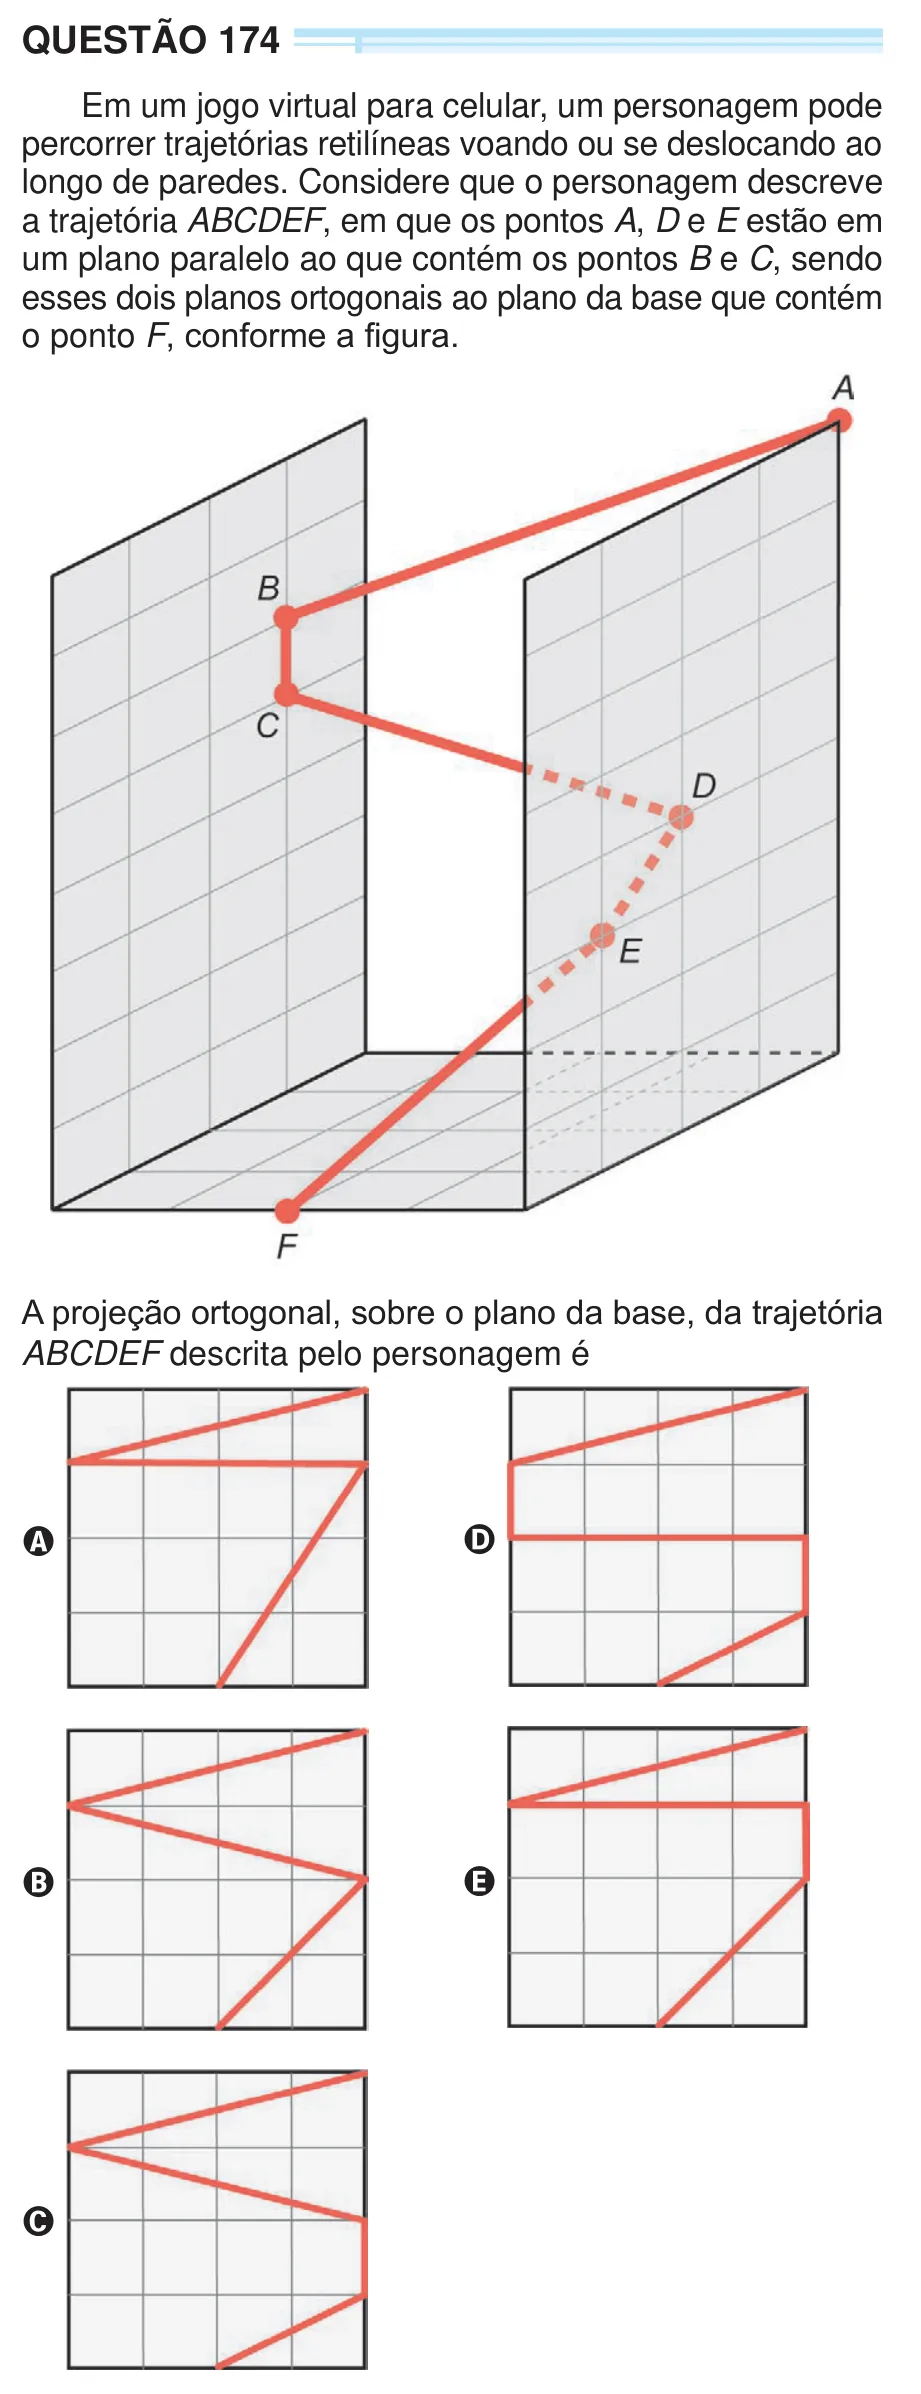 QUESTÃO 174
Em um jogo virtual para celular, um personagem pode
percorrer trajetórias retilíneas voando ou se deslocando ao
longo de paredes. Considere que o personagem descreve
a trajetória ABCDEF, em que os pontos A, D e E estão em
um plano paralelo ao que contém os pontos B e C, sendo
esses dois planos ortogonais ao plano da base que contém
o ponto F, conforme a figura.
A
B
C
D
E
F
A projeção ortogonal, sobre o plano da base, da trajetória
ABCDEF descrita pelo personagem é
A
B
C
D
E